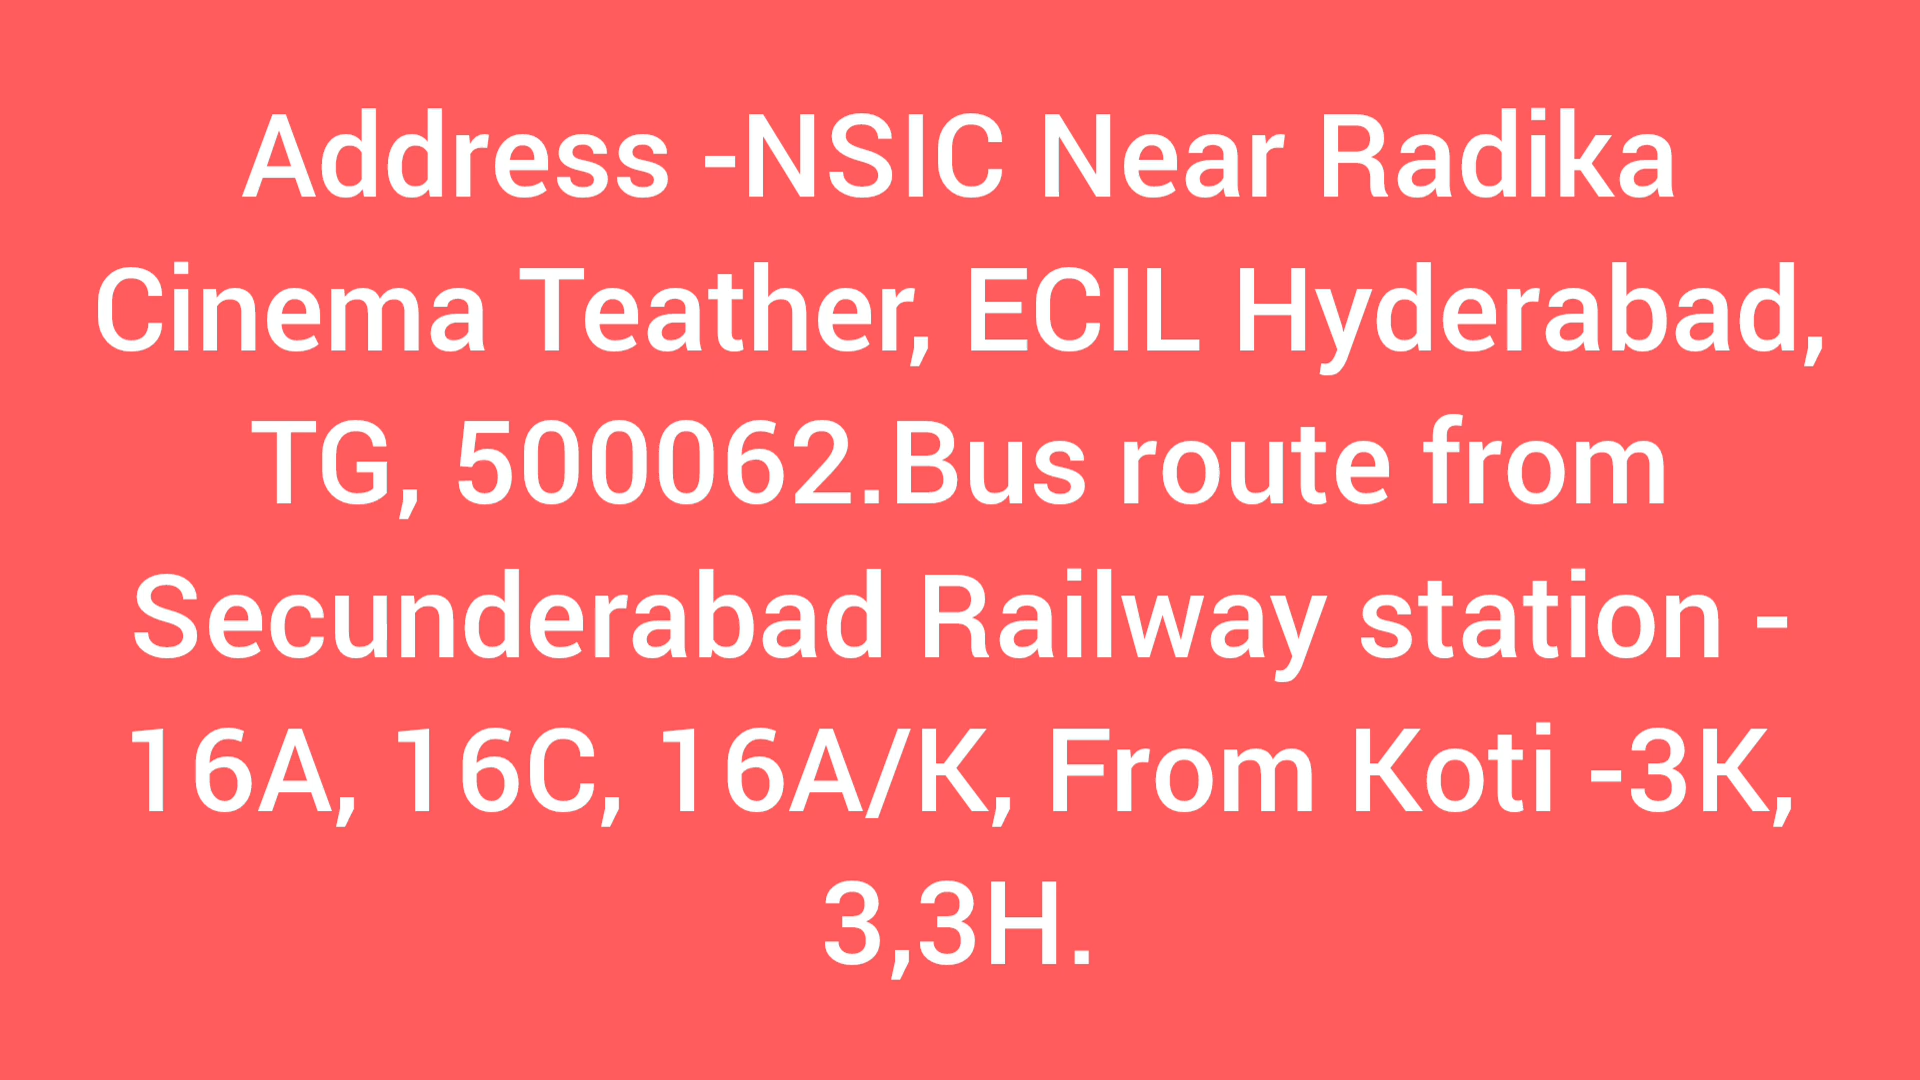 Address -NSIC Near Radika
Cinema Teather, ECIL Hyderabad,
TG, 500062.Bus route from
Secunderabad Railway station -
16A, 16C, 16A/K, From Koti -3K,
3,3H.